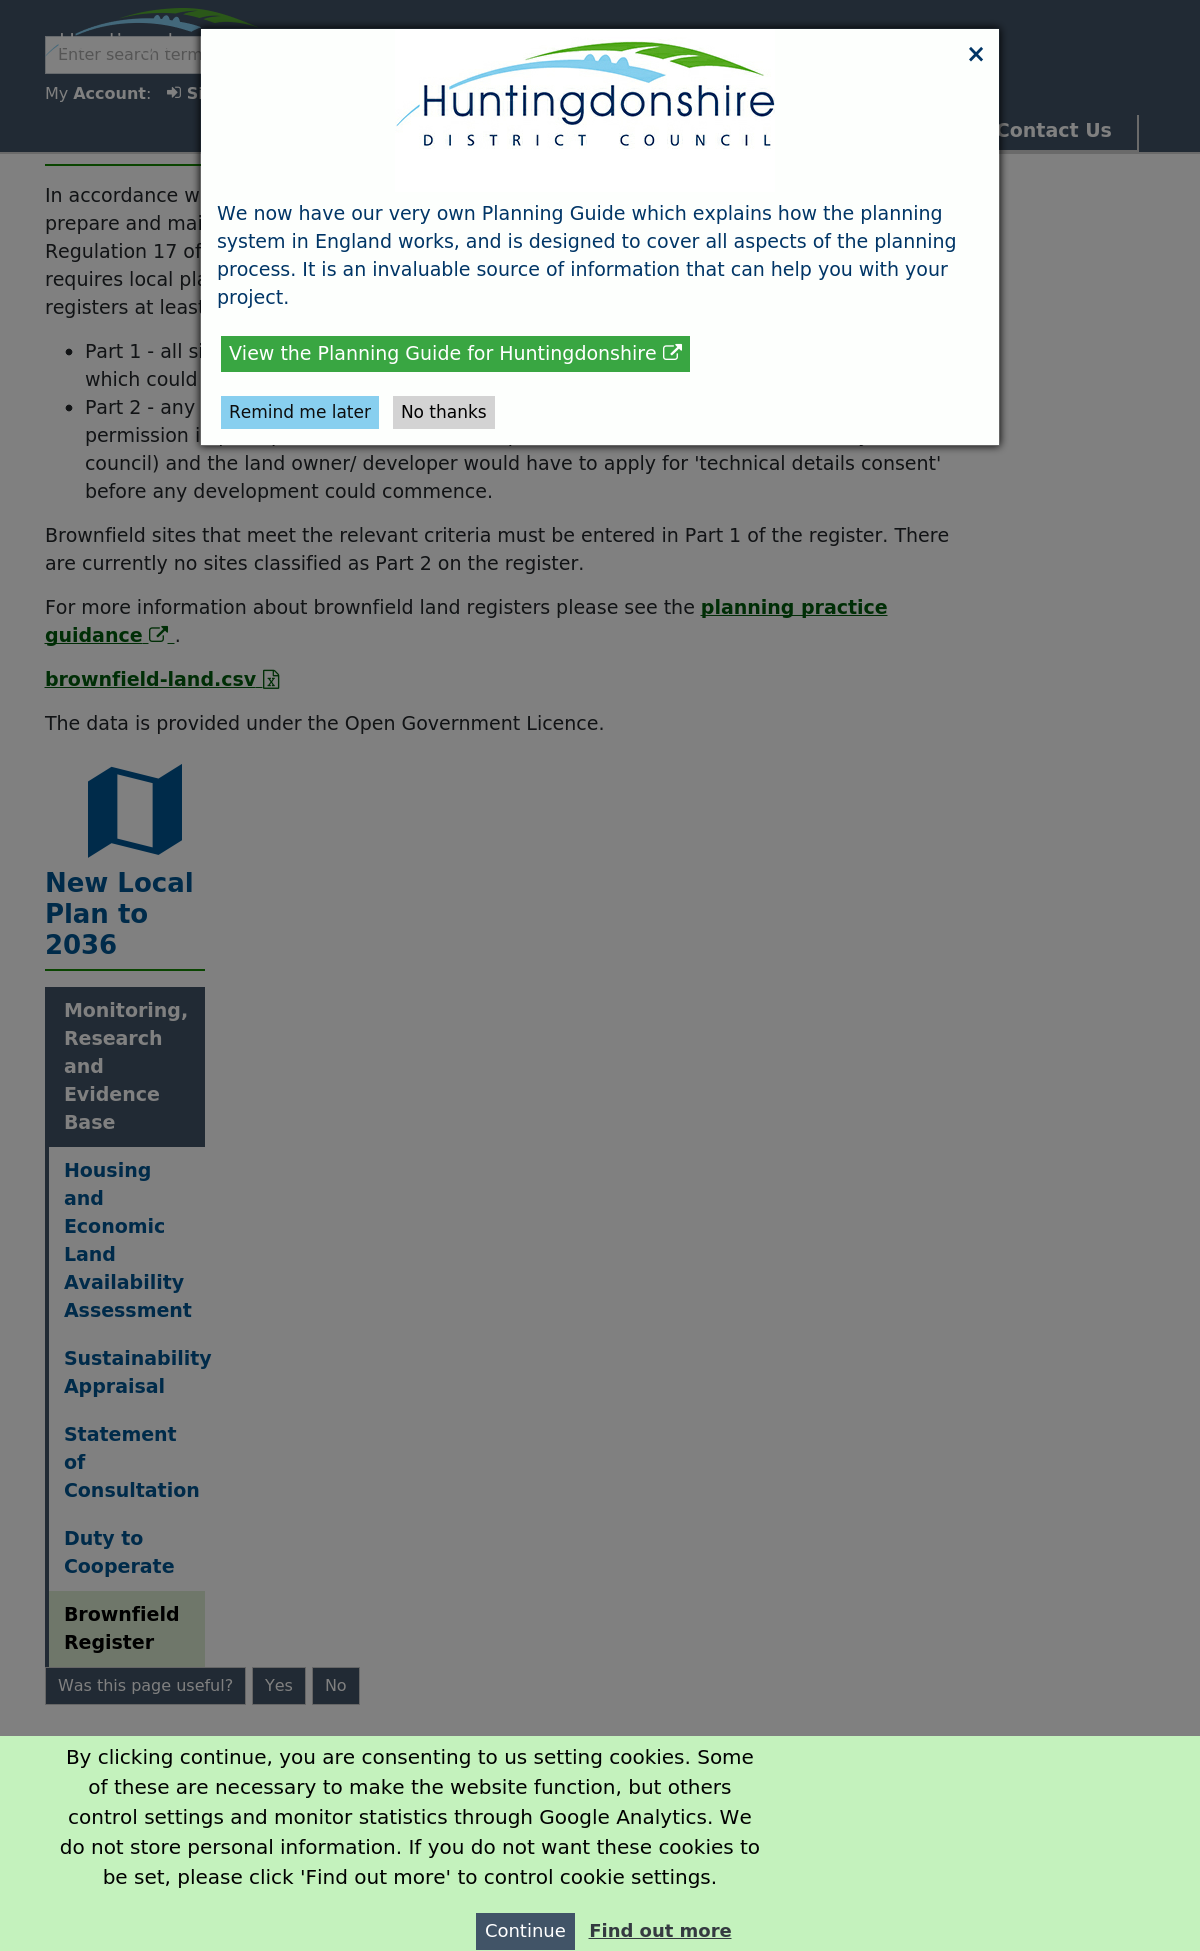 Enter search term
My Account:
×
Huntingdonshire
DISTRICT COUNCIL
Contact Us
We now have our very own Planning Guide which explains how the planning
system in England works, and is designed to cover all aspects of the planning
process. It is an invaluable source of information that can help you with your
project.
View the Planning Guide for Huntingdonshire
Remind me later No thanks
In accordance
prepare and
Regulation 17 of
requires local
registers at least
• Part 1 - all
which could
• Part 2 - any
permission
council) and the land owner/ developer would have to apply for 'technical details consent'
before any development could commence.
Brownfield sites that meet the relevant criteria must be entered in Part 1 of the register. There
are currently no sites classified as Part 2 on the register.
For more information about brownfield land registers please see the planning practice
guidance .
brownfield-land.csv
The data is provided under the Open Government Licence.
New Local
Plan to
2036
Monitoring,
Research
and
Evidence
Base
Housing
and
Economic
Land
Availability
Assessment
Sustainability
Appraisal
Statement
of
Consultation
Duty to
Cooperate
Brownfield
Register
Was this page useful? Yes No
By clicking continue, you are consenting to us setting cookies. Some
of these are necessary to make the website function, but others
control settings and monitor statistics through Google Analytics. We
do not store personal information. If you do not want these cookies to
be set, please click 'Find out more' to control cookie settings.
Continue Find out more